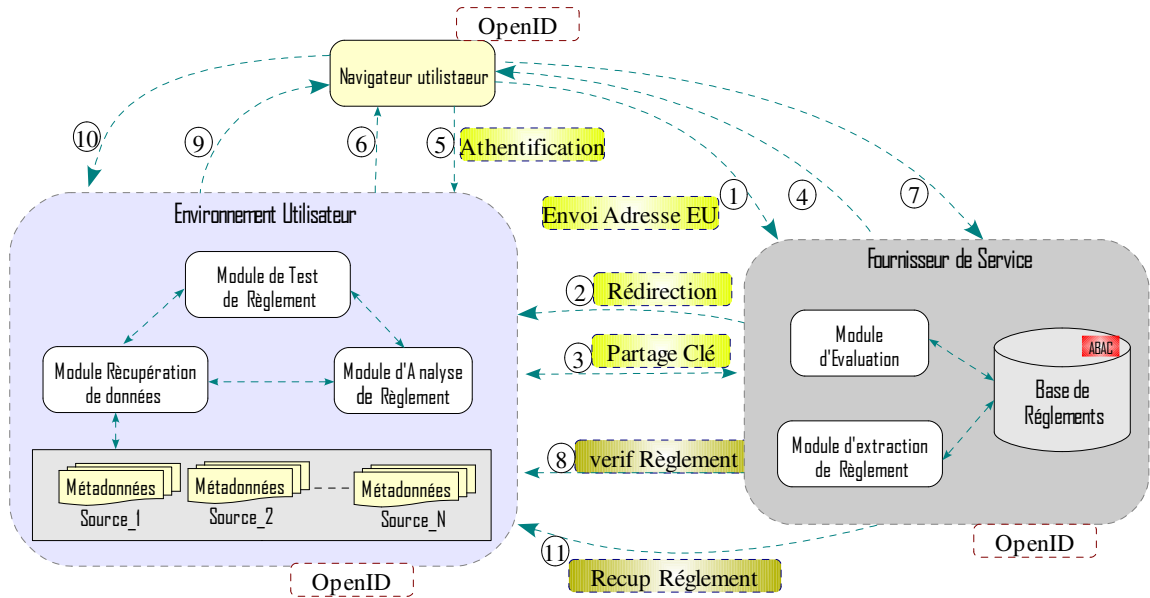 OpenID
Navigateur utilistaeur
10
9
6
5
Athentification
1
4
7
Envoi Adresse EU
Environnement Utilisateur
Module de Test
de Règlement
Module Rècupération
de données
Module d'Analyse
de Règlement
Métadonnées
Source_1
Métadonnées
Source_2
Métadonnées
Source_N
OpenID
2
Rédirection
3
Partage Clé
8
verif Règlement
11
Recup Réglement
Fournisseur de Service
Module
d'Evaluation
Module d'extraction
de Règlement
ABAC
Base de
Réglements
OpenID